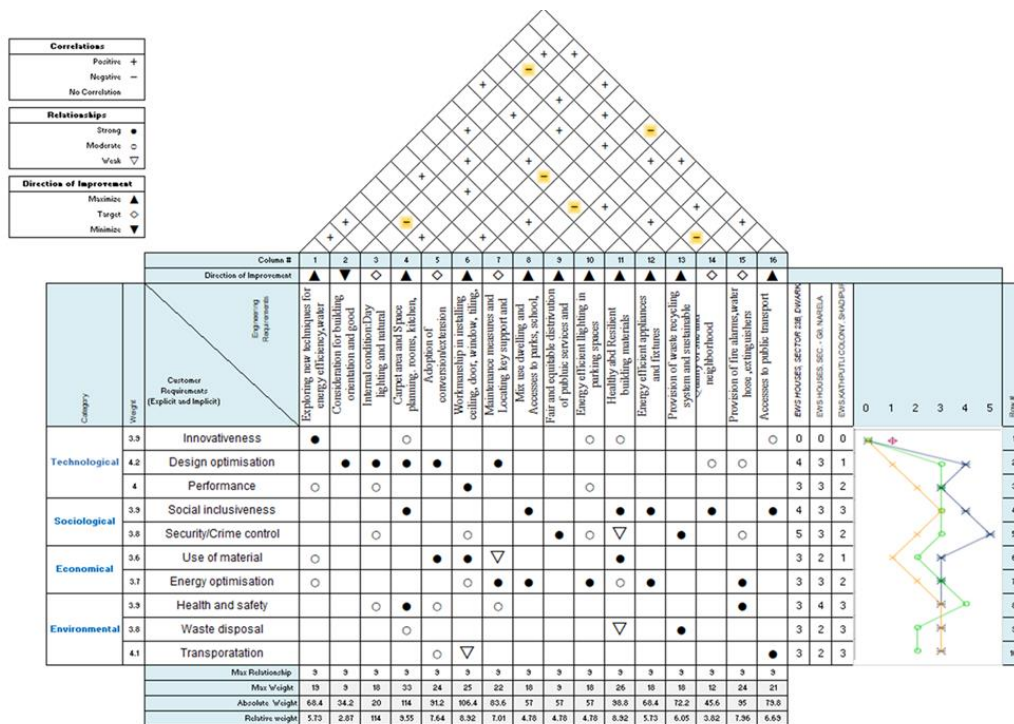 Correlations
Positive +
Negative −
No Correlation
Relationships
Strong ●
Moderate ○
Weak ▽
Direction of Improvement
Maximize ▲
Target ◇
Minimize ▼
Column # 1 2 3 4 5 6 7 8 9 10 11 12 13 14 15 16
Direction of Improvement ▲ ▼ ◇ ▲ ◇ ▲ ◇ ▲ ▲ ▲ ▲ ▲ ▲ ◇ ◇ ▲
Category
Weight
Customer
Requirements
(Explicit and Implicit)
Engineering
Requirements
Exploring new techniques for
energy efficiency,water
Consideration for building
orientation and good
Internal condition:Day
lighting and natural
Carpet area and Space
planning, rooms, kitchen,
Adoption of
conversion/extension
Workmanship in installing
ceiling, door, window, tiling,
Maintenance measures and
Locating key support and
Mix use dwelling and
Accesses to parks, school,
Fair and equitable distrivution
of publuic services and
Energy efficient llighting in
parking spaces
Healthy abd Resilient
building materials
Energy efficient appliances
and fixtures
Provision of waste recycling
system and sustainable
neighborhood
Provision of fire alarms,water
hose ,extinguishers
Accesses to public transport
EWS HOUSES, SECTOR 23B, DWARK
EWS HOUSES, SEC. - G8, NARELA
EWS,KATHPUTLI COLONY, SHADIPUR
0 1 2 3 4 5
Technological
3.9 Innovativeness ● ○ ○ ○ ○ 0 0 0
4.2 Design optimisation ● ● ● ● ● ○ ○ 4 3 1
4 Performance ○ ○ ● ○ 3 3 2
Sociological
3.9 Social inclusiveness ● ● ● ● ● ● 4 3 3
3.8 Security/Crime control ○ ○ ● ○ ▽ ● ○ 5 3 2
Economical
3.6 Use of material ○ ● ● ▽ ● 3 2 1
3.7 Energy optimisation ○ ○ ● ● ● ○ ● ● 3 3 2
Environmental
3.9 Health and safety ○ ● ○ ○ ● 3 4 3
3.8 Waste disposal ○ ▽ ● 3 2 3
4.1 Transporatation ○ ▽ ● 3 2 3
Max Relationship 9 9 9 9 9 9 9 9 9 9 9 9 9 9 9 9
Max Weight 19 9 18 33 24 25 22 18 9 18 26 18 18 12 24 21
Absolute Weight 68.4 34.2 20 114 91.2 106.4 83.6 57 57 57 98.8 68.4 72.2 45.6 95 79.8
Relative weight 5.73 2.87 114 9.55 7.64 8.92 7.01 4.78 4.78 4.78 8.92 5.73 6.05 3.82 7.96 6.69